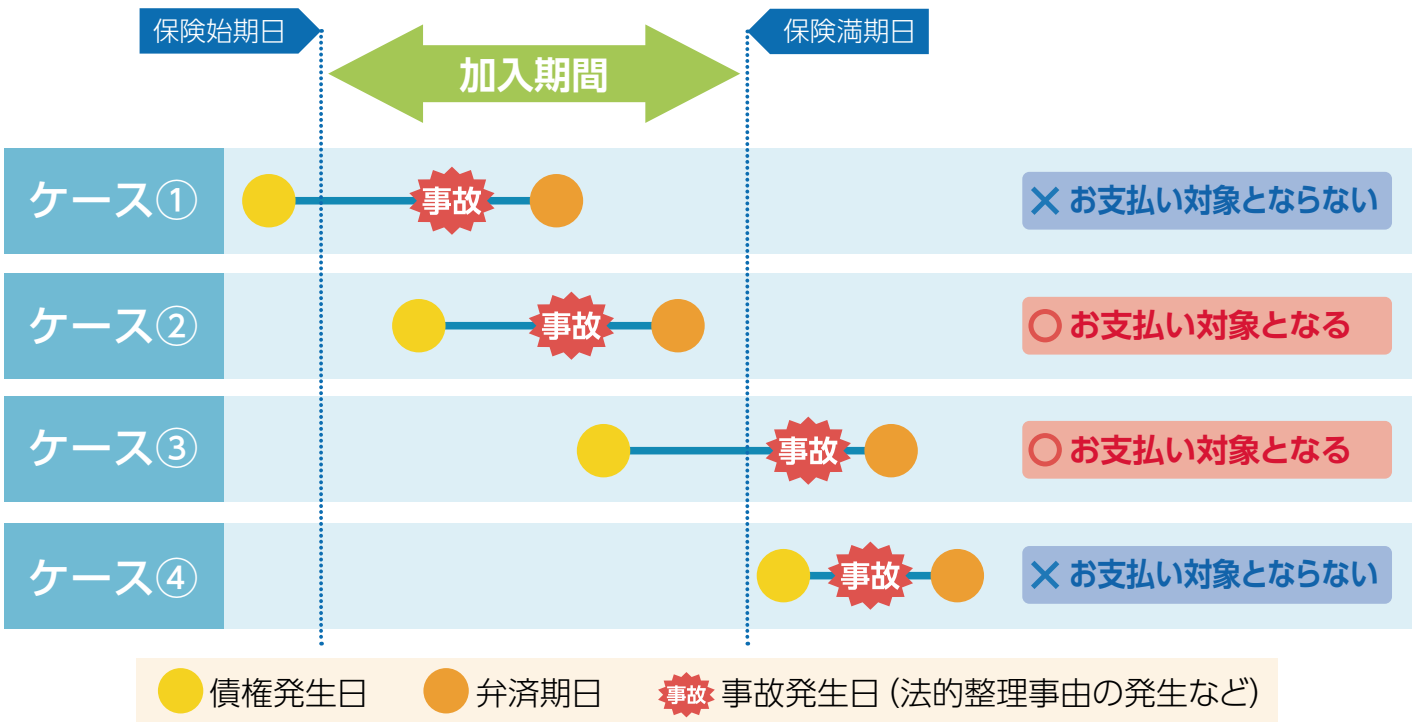 保険始期日
保険満期日
加入期間
ケース①
事故
× お支払い対象とならない
ケース②
事故
○ お支払い対象となる
ケース③
事故
○ お支払い対象となる
ケース④
事故
× お支払い対象とならない
債権発生日 弁済期日 事故 事故発生日(法的整理事由の発生など)